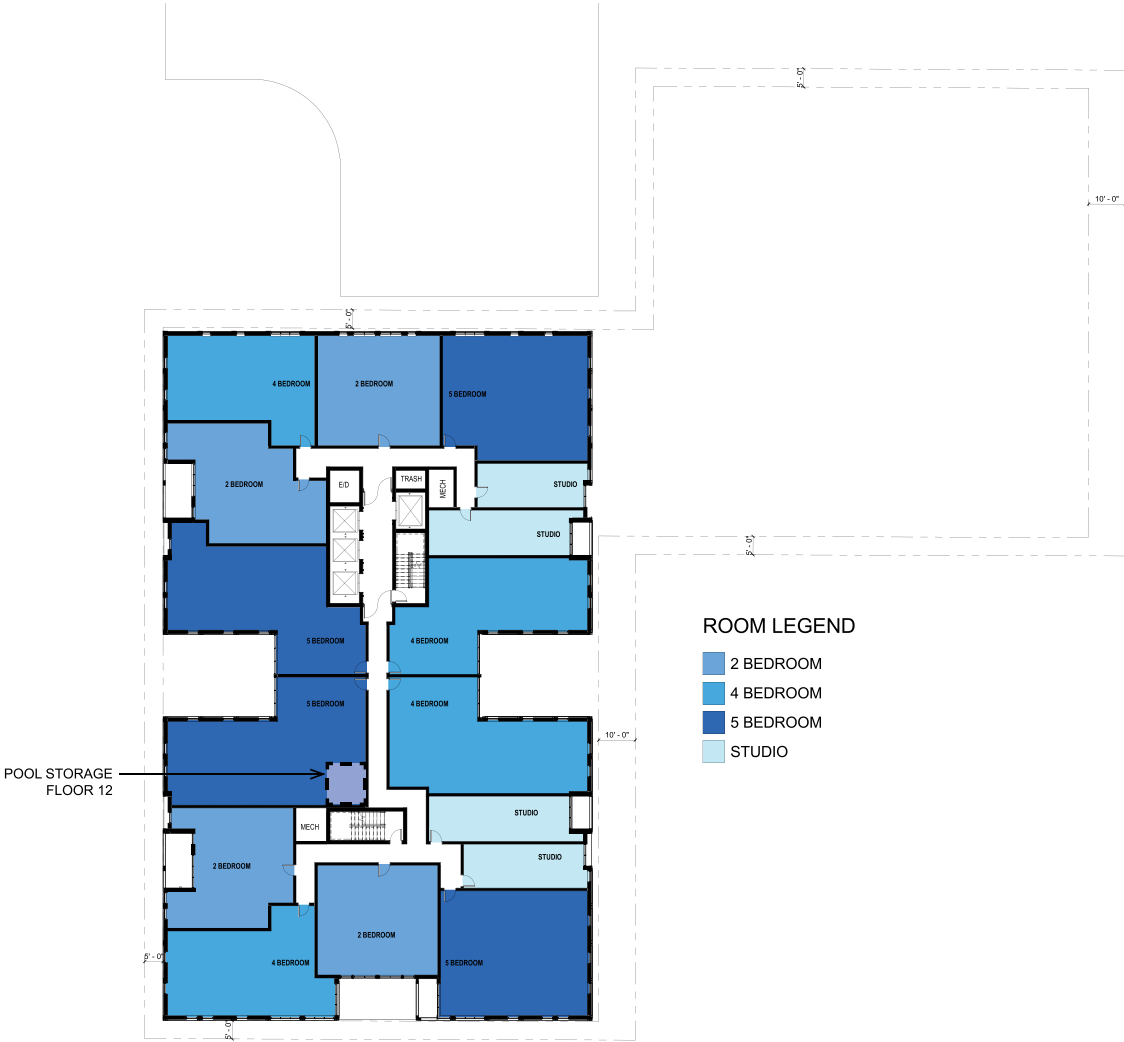 5' - 0"
10' - 0"
5' - 0"
4 BEDROOM
2 BEDROOM
5 BEDROOM
2 BEDROOM
E/D
TRASH
MECH
STUDIO
STUDIO
5' - 0"
5 BEDROOM
4 BEDROOM
ROOM LEGEND
2 BEDROOM
4 BEDROOM
5 BEDROOM
STUDIO
5 BEDROOM
4 BEDROOM
10' - 0"
POOL STORAGE
FLOOR 12
MECH
STUDIO
STUDIO
2 BEDROOM
2 BEDROOM
4 BEDROOM
5 BEDROOM
5' - 0"
5' - 0"